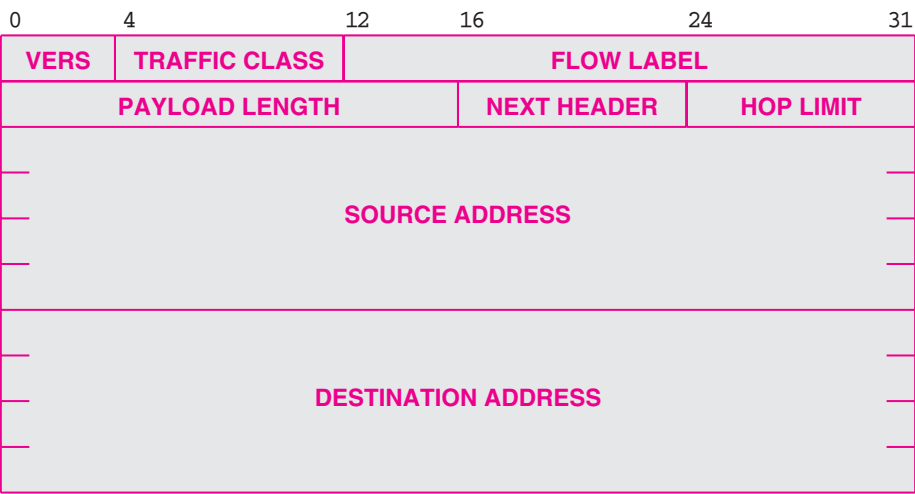 0 4 12 16 24 31
VERS TRAFFIC CLASS FLOW LABEL
PAYLOAD LENGTH NEXT HEADER HOP LIMIT
SOURCE ADDRESS
DESTINATION ADDRESS